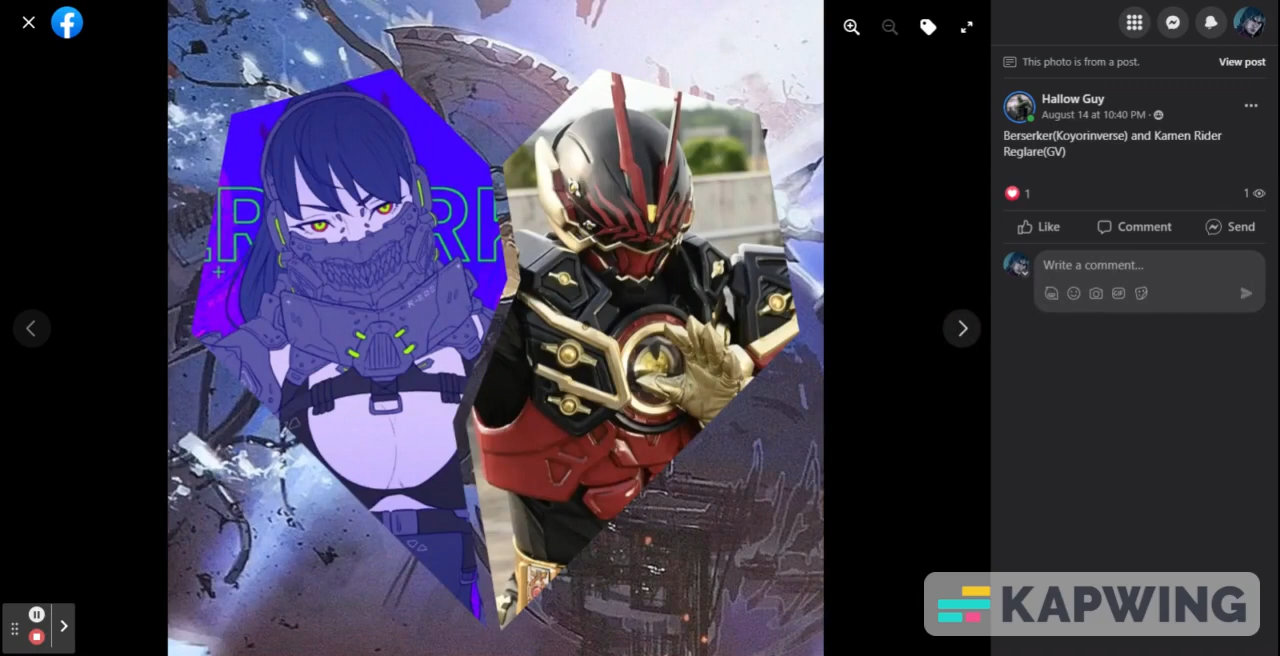 This photo is from a post.
View post
Hallow Guy
August 14 at 10:40 PM ·
Berserker(Koyorinverse) and Kamen Rider
Reglare(GV)
1
1
Like
Comment
Send
Write a comment...
GIF
KAPWING